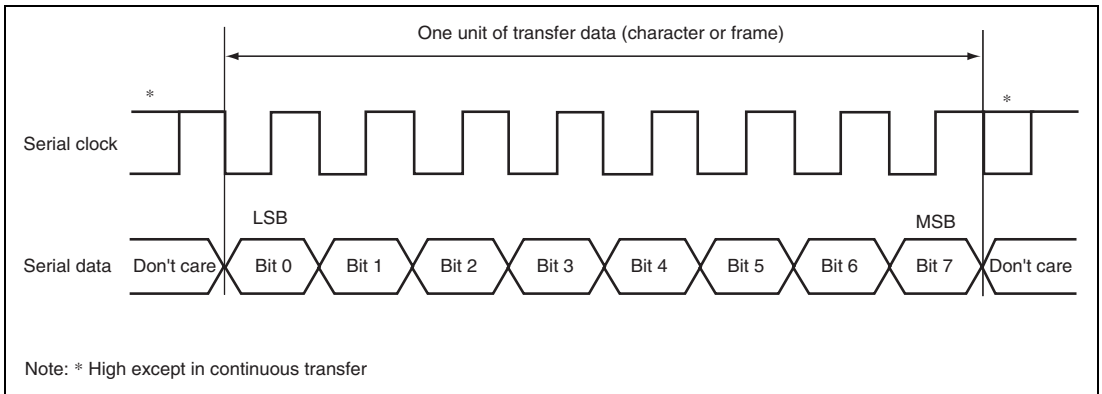 One unit of transfer data (character or frame)
* *
Serial clock
LSB MSB
Serial data Don't care Bit 0 Bit 1 Bit 2 Bit 3 Bit 4 Bit 5 Bit 6 Bit 7 Don't care
Note: * High except in continuous transfer